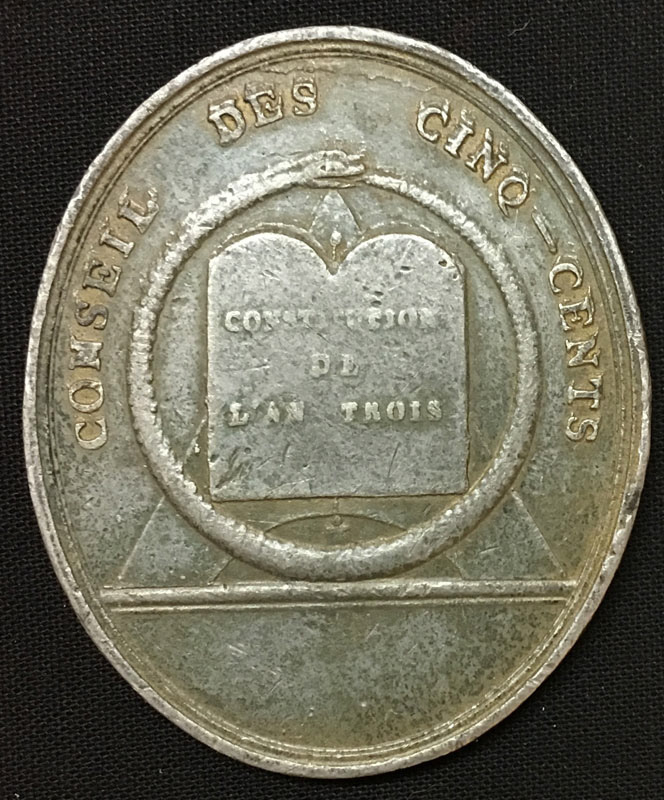 CONSEIL DES CINQ-CENTS
CONSTITUTION
DE
L'AN TROIS